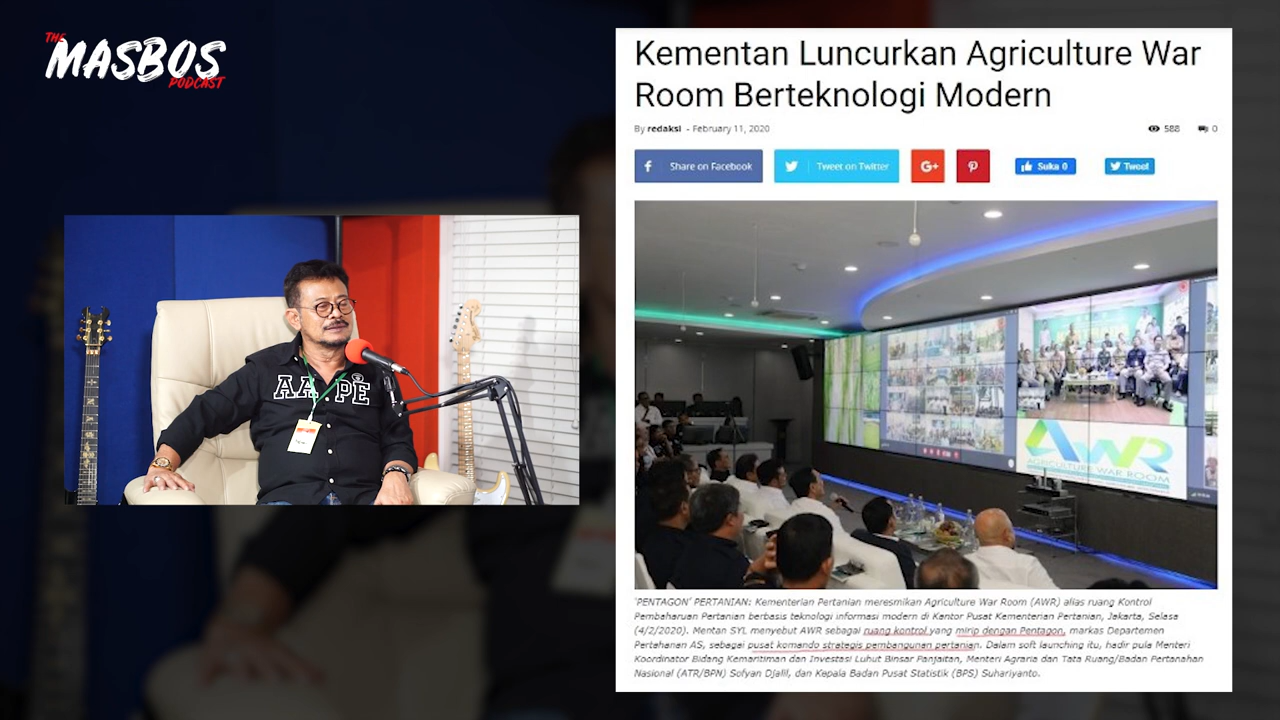 THE
MASBOS
PODCAST
AAPE
Kementan Luncurkan Agriculture War
Room Berteknologi Modern
By redaksi - February 11, 2020
588 0
Share on Facebook
Tweet on Twitter
G+
Suka 0
Tweet
AWR
AGRICULTURE WAR ROOM
'PENTAGON' PERTANIAN: Kementerian Pertanian meresmikan Agriculture War Room (AWR) alias ruang Kontrol
Pembaharuan Pertanian berbasis teknologi informasi modern di Kantor Pusat Kementerian Pertanian, Jakarta, Selasa
(4/2/2020). Mentan SYL menyebut AWR sebagai ruang kontrol yang mirip dengan Pentagon, markas Departemen
Pertahanan AS, sebagai pusat komando strategis pembangunan pertanian. Dalam soft launching itu, hadir pula Menteri
Koordinator Bidang Kemaritiman dan Investasi Luhut Binsar Panjaitan, Menteri Agraria dan Tata Ruang/Badan Pertanahan
Nasional (ATR/BPN) Sofyan Djalil, dan Kepala Badan Pusat Statistik (BPS) Suhariyanto.